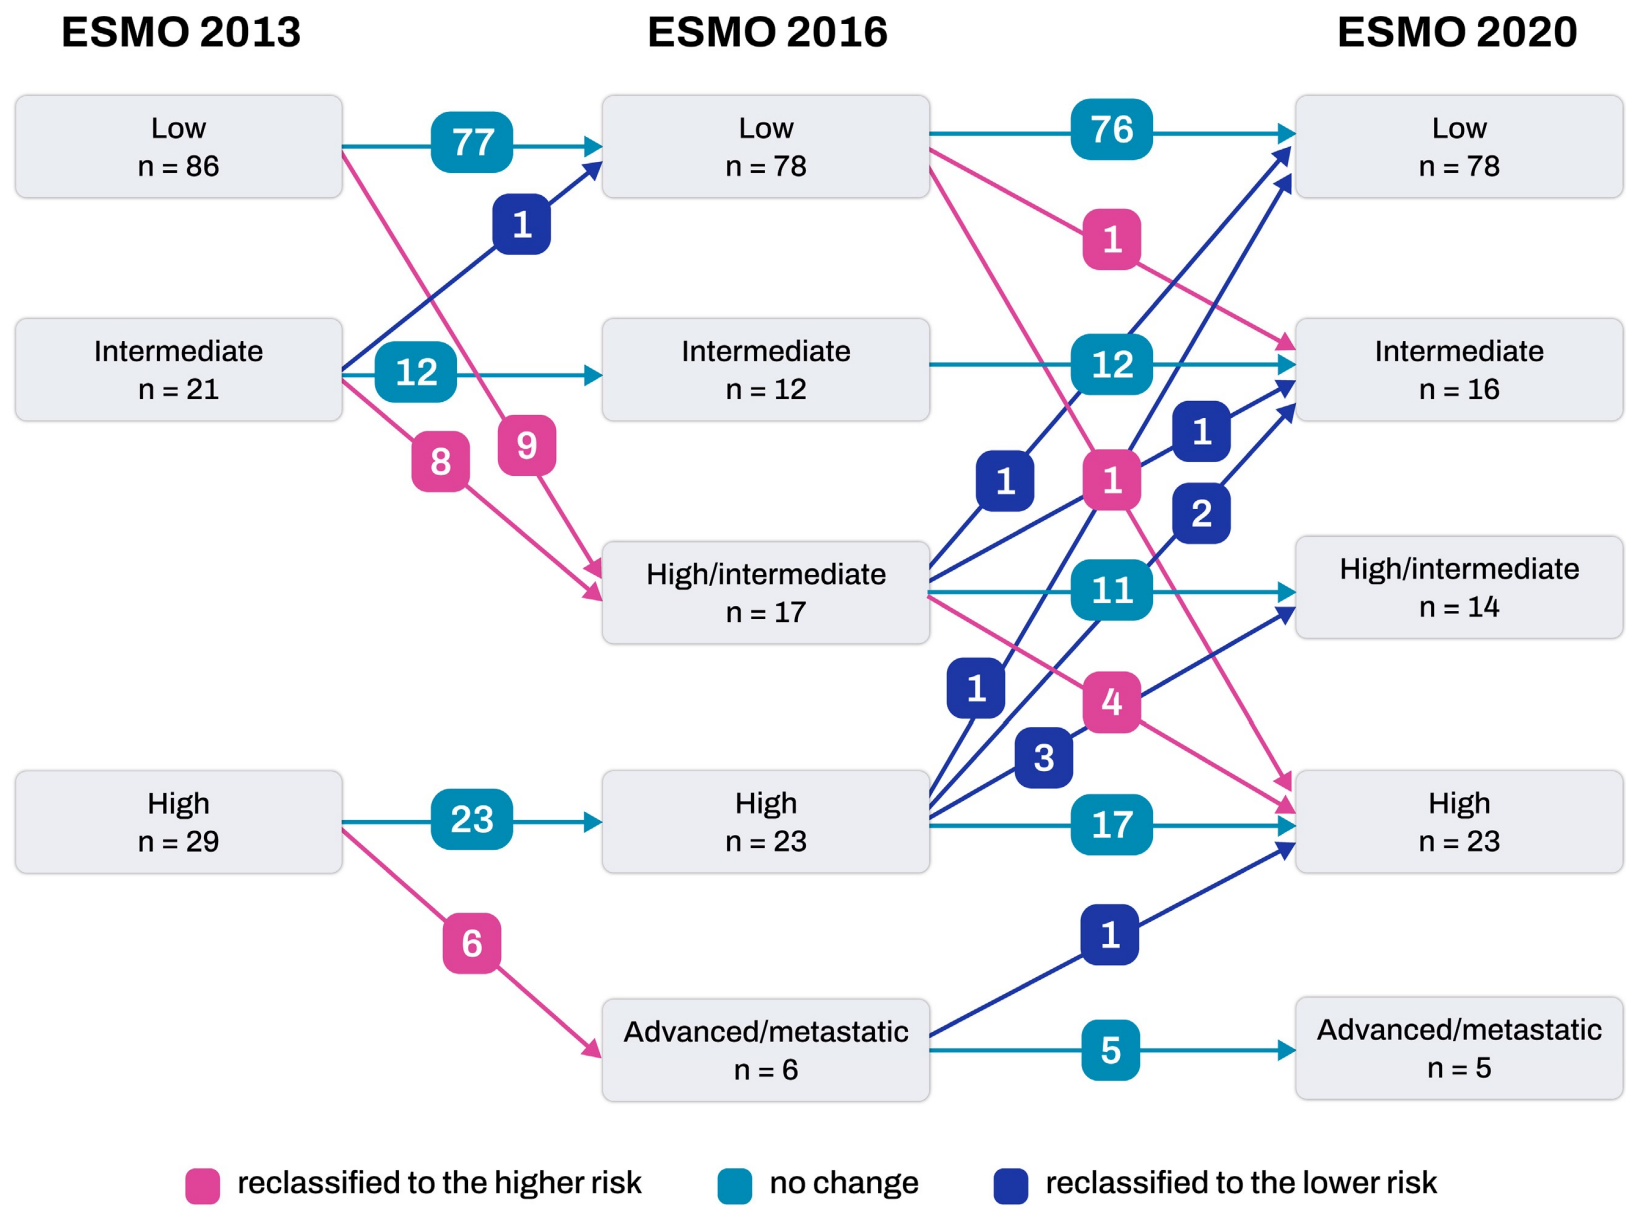 ESMO 2013
ESMO 2016
ESMO 2020
Low
n = 86
77
Low
n = 78
76
Low
n = 78
1
1
Intermediate
n = 21
12
Intermediate
n = 12
12
Intermediate
n = 16
8
9
1
1
1
2
High/intermediate
n = 17
11
High/intermediate
n = 14
1
4
3
High
n = 29
23
High
n = 23
17
High
n = 23
6
1
Advanced/metastatic
n = 6
5
Advanced/metastatic
n = 5
reclassified to the higher risk
no change
reclassified to the lower risk